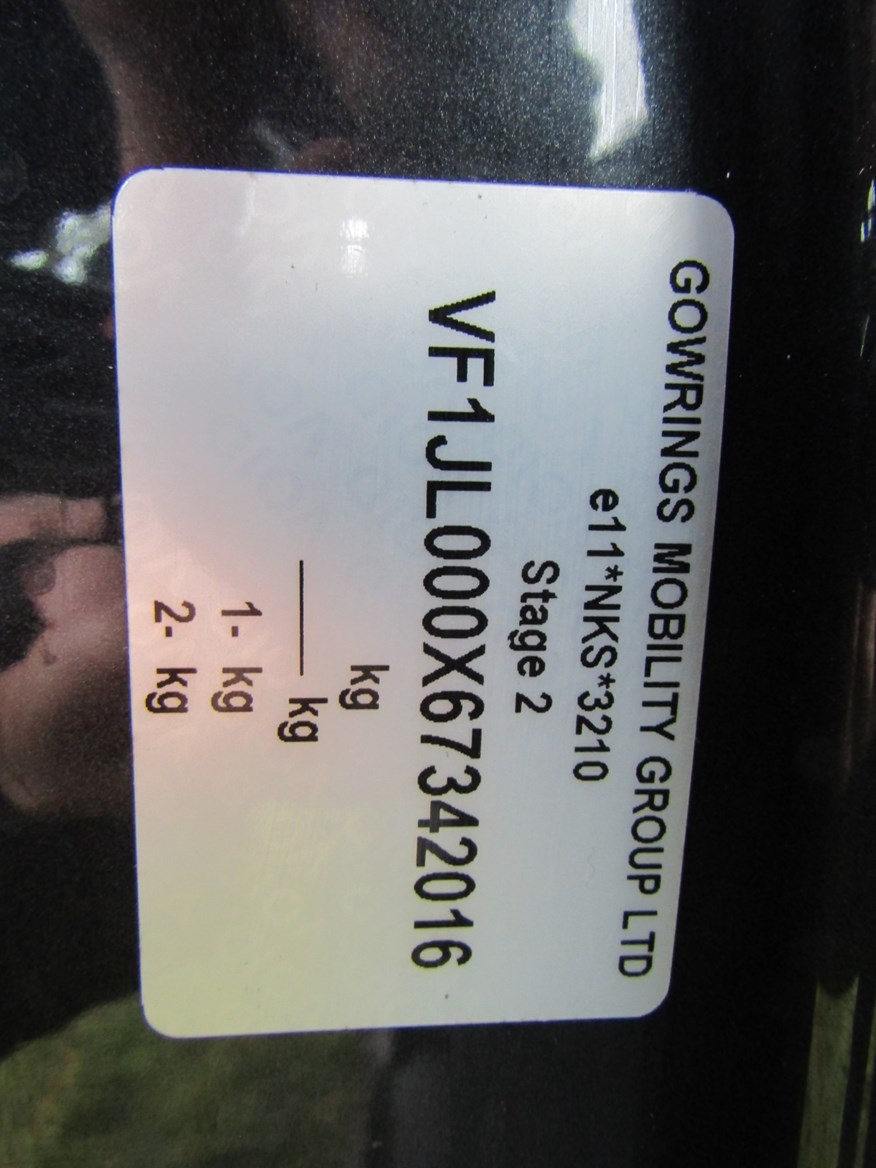 GOWRINGS MOBILITY GROUP LTD
e11*NKS*3210
Stage 2
VF1JL000X67342016
kg
kg
1- kg
2- kg